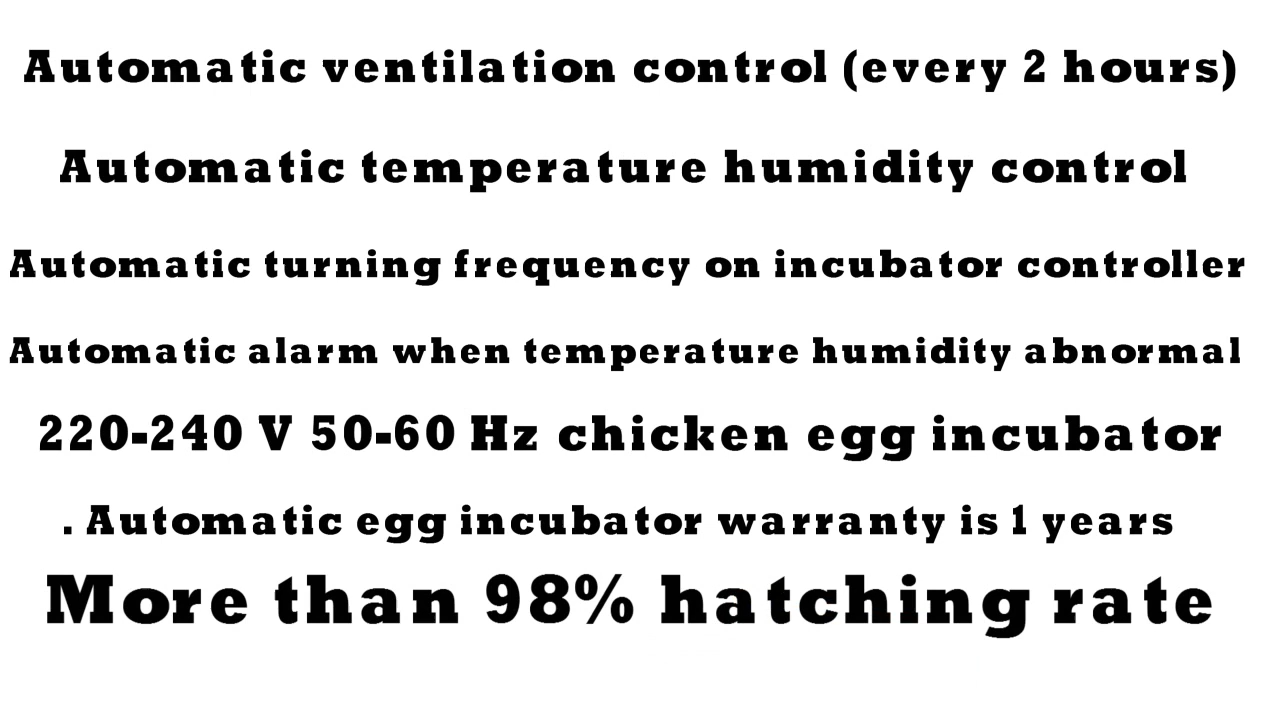 Automatic ventilation control (every 2 hours)
Automatic temperature humidity control
Automatic turning frequency on incubator controller
Automatic alarm when temperature humidity abnormal
220-240 V 50-60 Hz chicken egg incubator
. Automatic egg incubator warranty is 1 years
More than 98% hatching rate